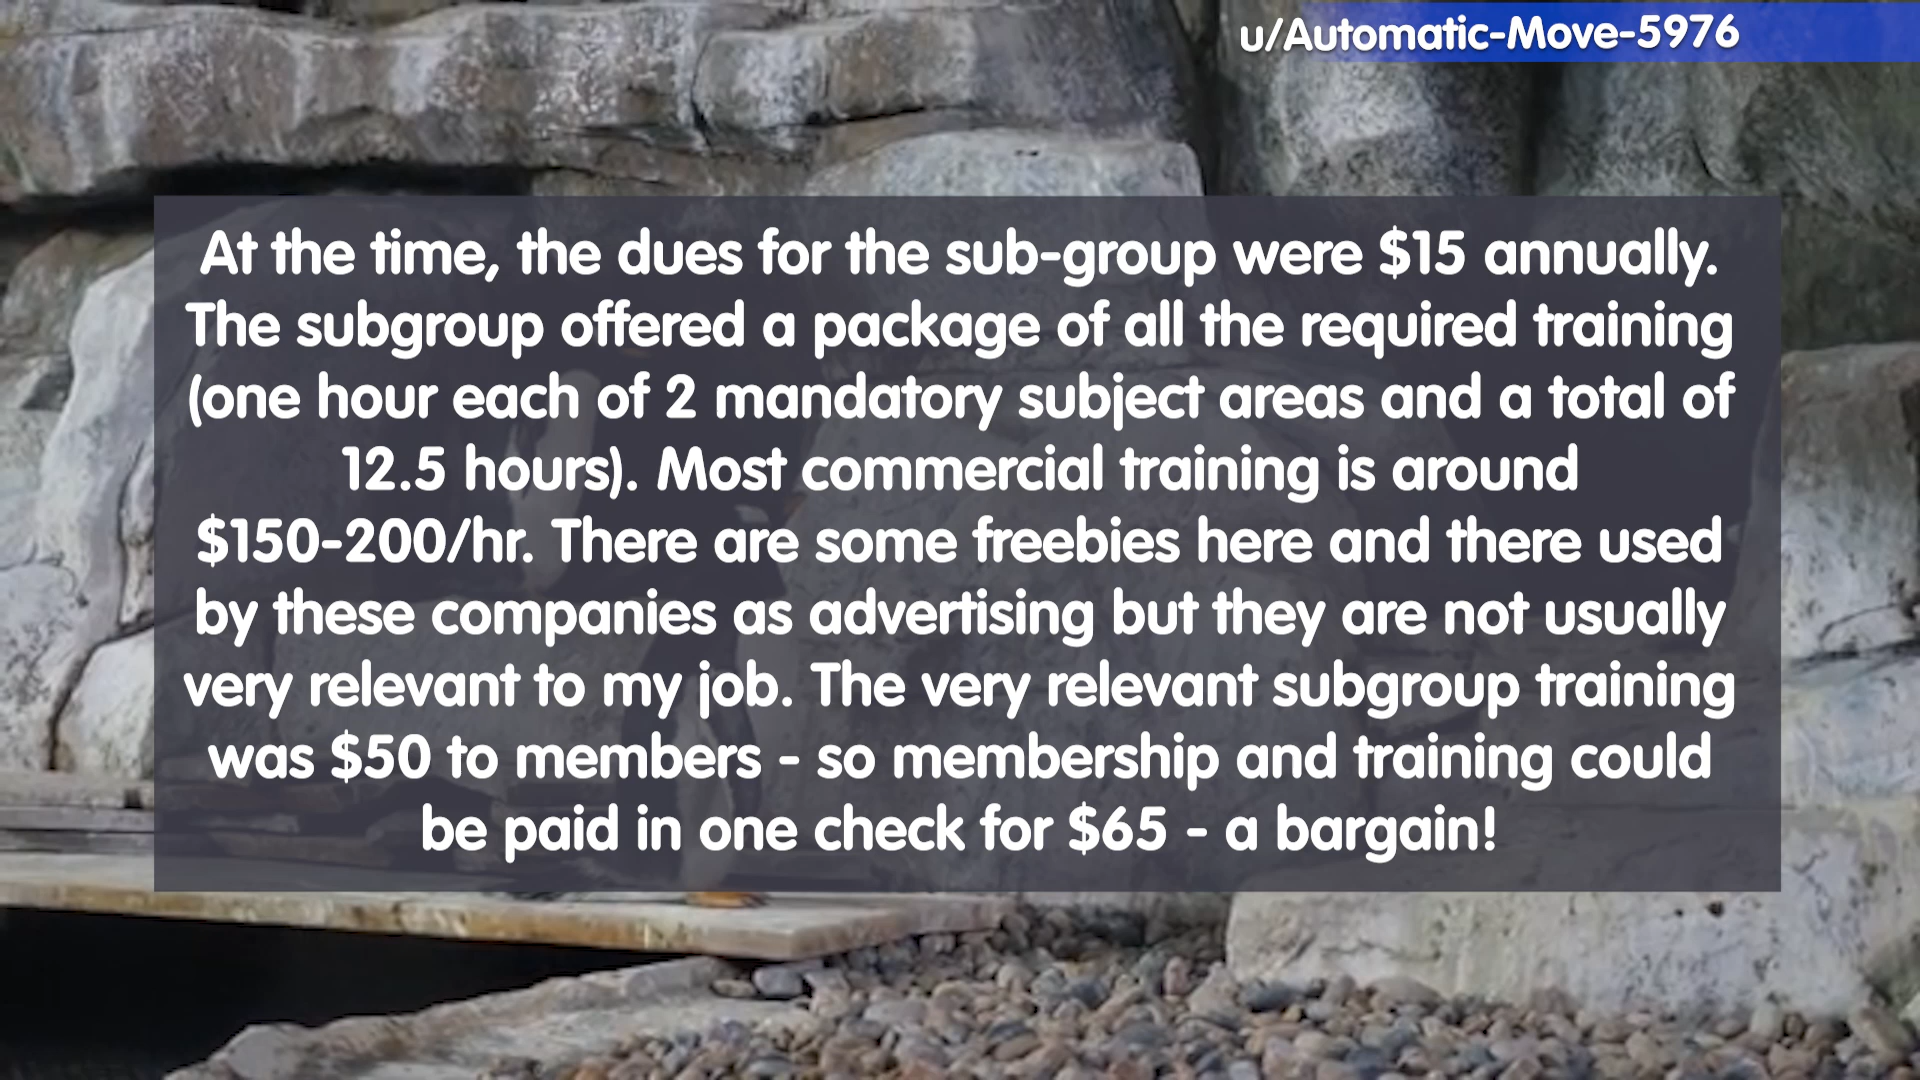 u/Automatic-Move-5976
At the time, the dues for the sub-group were $15 annually.
The subgroup offered a package of all the required training
(one hour each of 2 mandatory subject areas and a total of
12.5 hours). Most commercial training is around
$150-200/hr. There are some freebies here and there used
by these companies as advertising but they are not usually
very relevant to my job. The very relevant subgroup training
was $50 to members - so membership and training could
be paid in one check for $65 - a bargain!